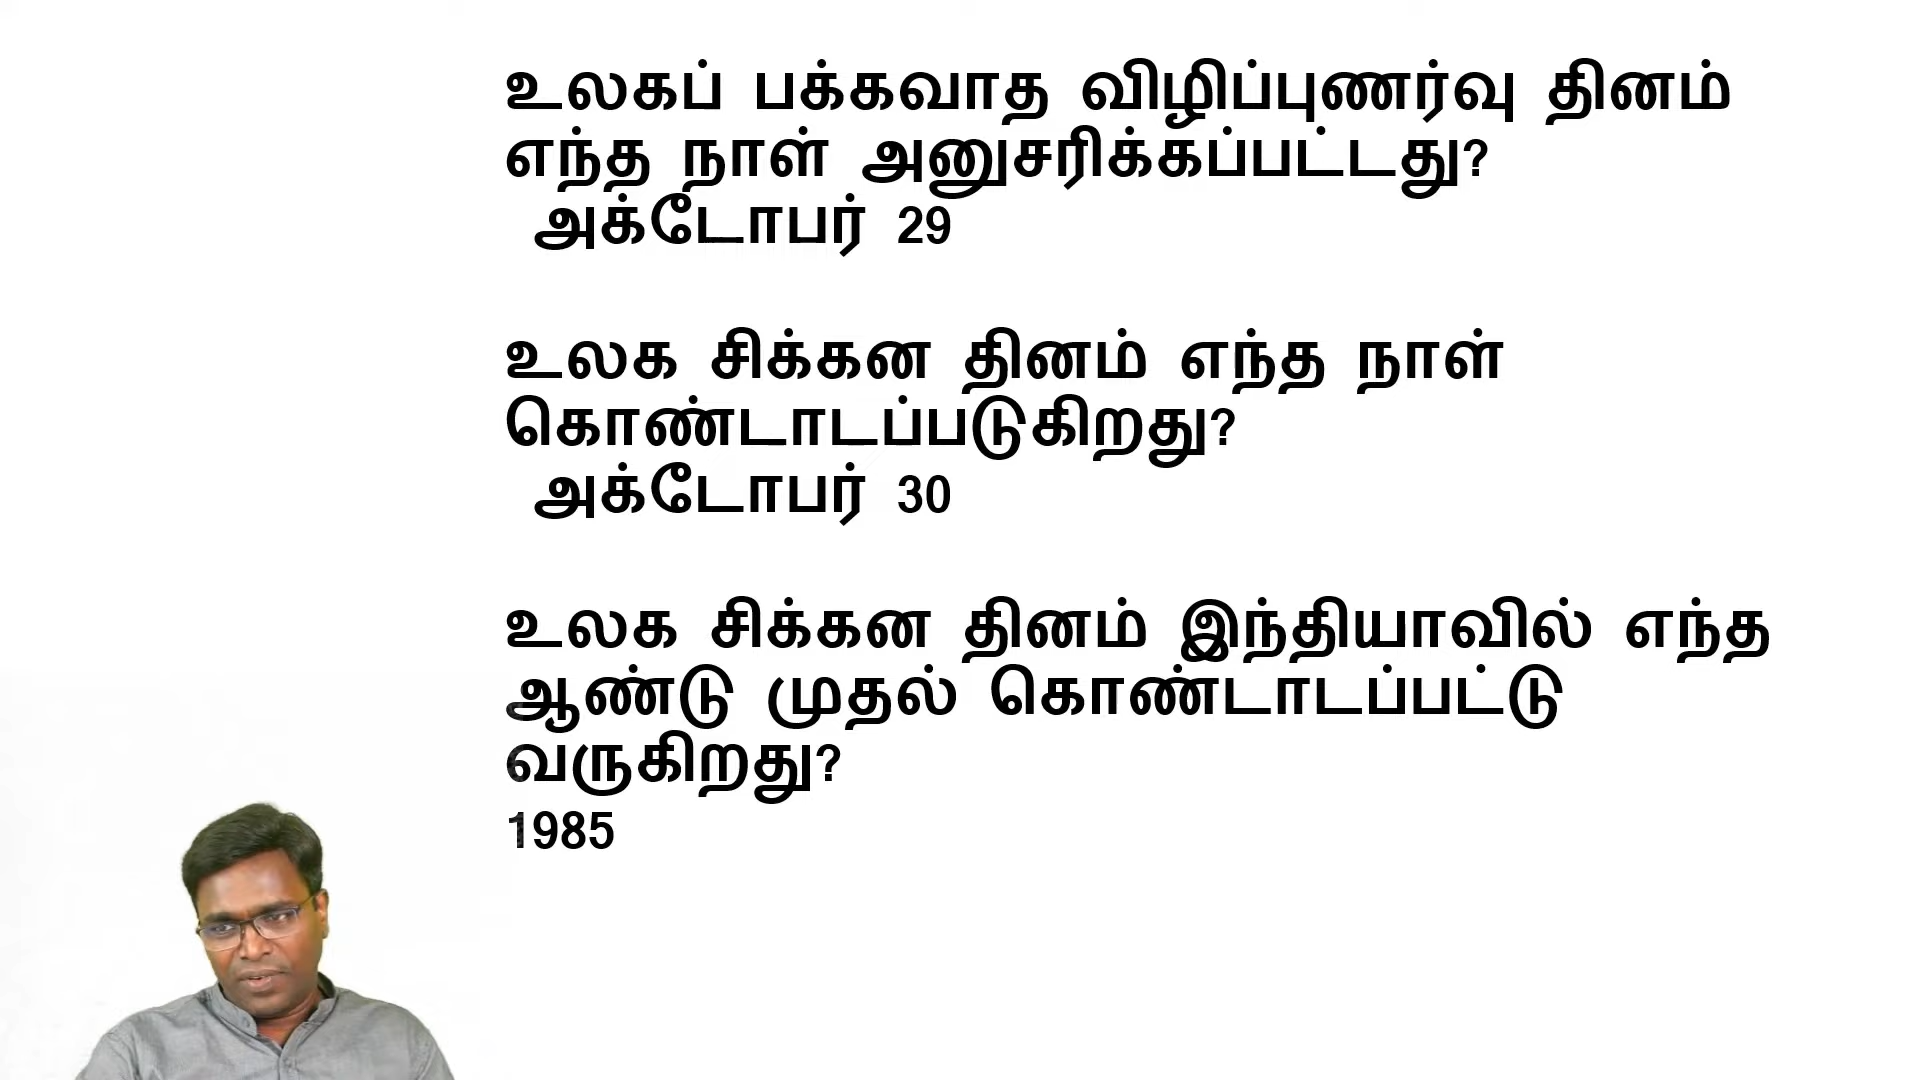 உலகப் பக்கவாத விழிப்புணர்வு தினம்
எந்த நாள் அனுசரிக்கப்பட்டது?
அக்டோபர் 29
உலக சிக்கன தினம் எந்த நாள்
கொண்டாடப்படுகிறது?
அக்டோபர் 30
உலக சிக்கன தினம் இந்தியாவில் எந்த
ஆண்டு முதல் கொண்டாடப்பட்டு
வருகிறது?
1985